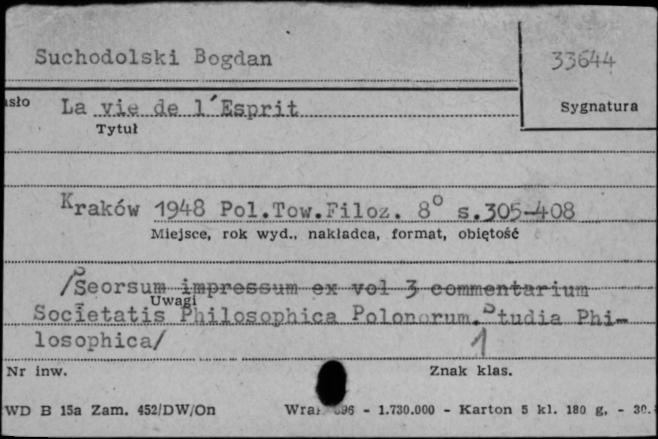 Suchodolski Bogdan
33644
Sygnatura
La vie de l'Esprit
Tytuł
Kraków 1948 Pol.Tow.Filoz. 8° s.305-408
Miejsce, rok wyd., nakładca, format, objętość
/Seorsum impressum ex vol 3 commentarium
Uwagi
Societatis Philosophica Polonorum. Studia Phi-
losophica/
1
Nr inw.
Znak klas.
WD B 15a Zam. 452/DW/On
- 1.730.000 - Karton 5 kl. 180 g, - 30.